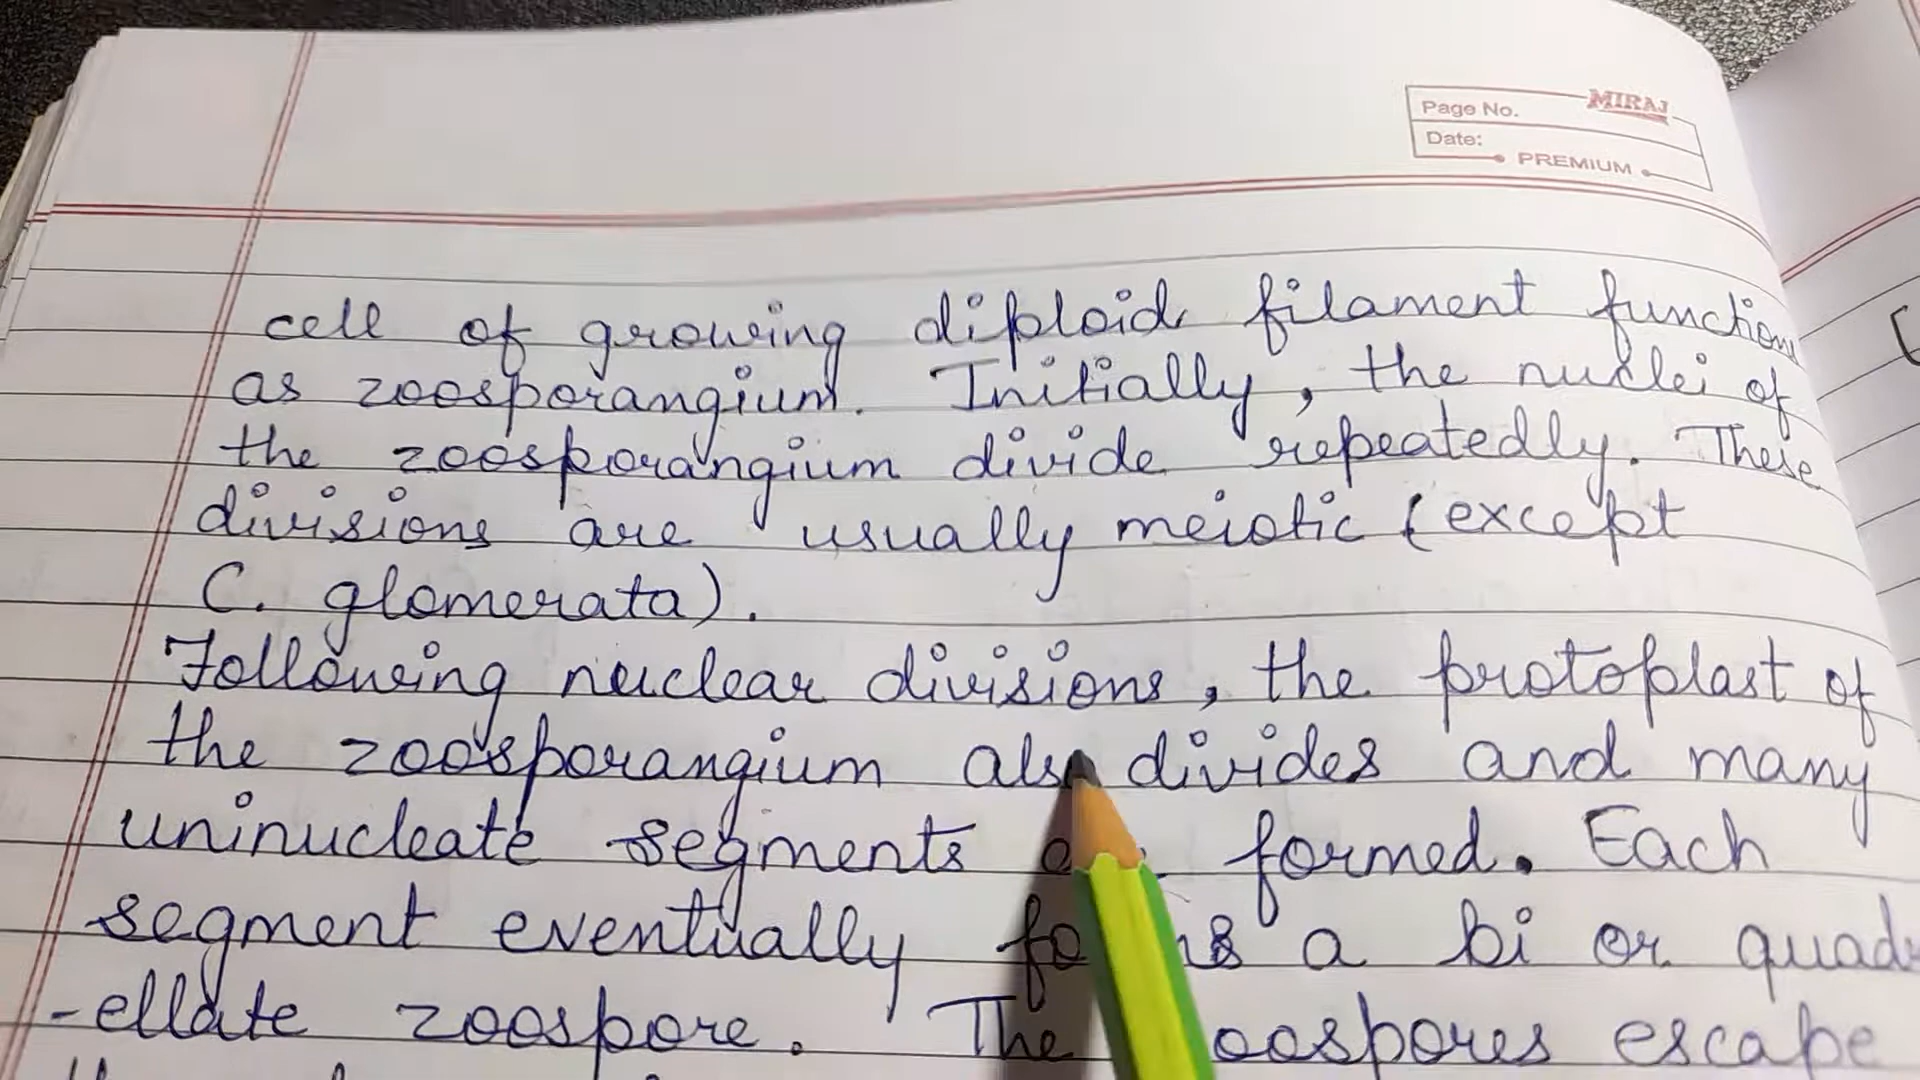 MIRAJ
Page No.
Date:
PREMIUM
cell of growing diploid filament functions
as zoosporangium. Initially, the nuclei of
the zoosporangium divide repeatedly. These
divisions are usually meiotic (except
C. glomerata).
Following nuclear divisions, the protoplast of
the zoosporangium also divides and many
uninucleate segments formed. Each
segment eventually a bi or
-ellate zoospore. The escape